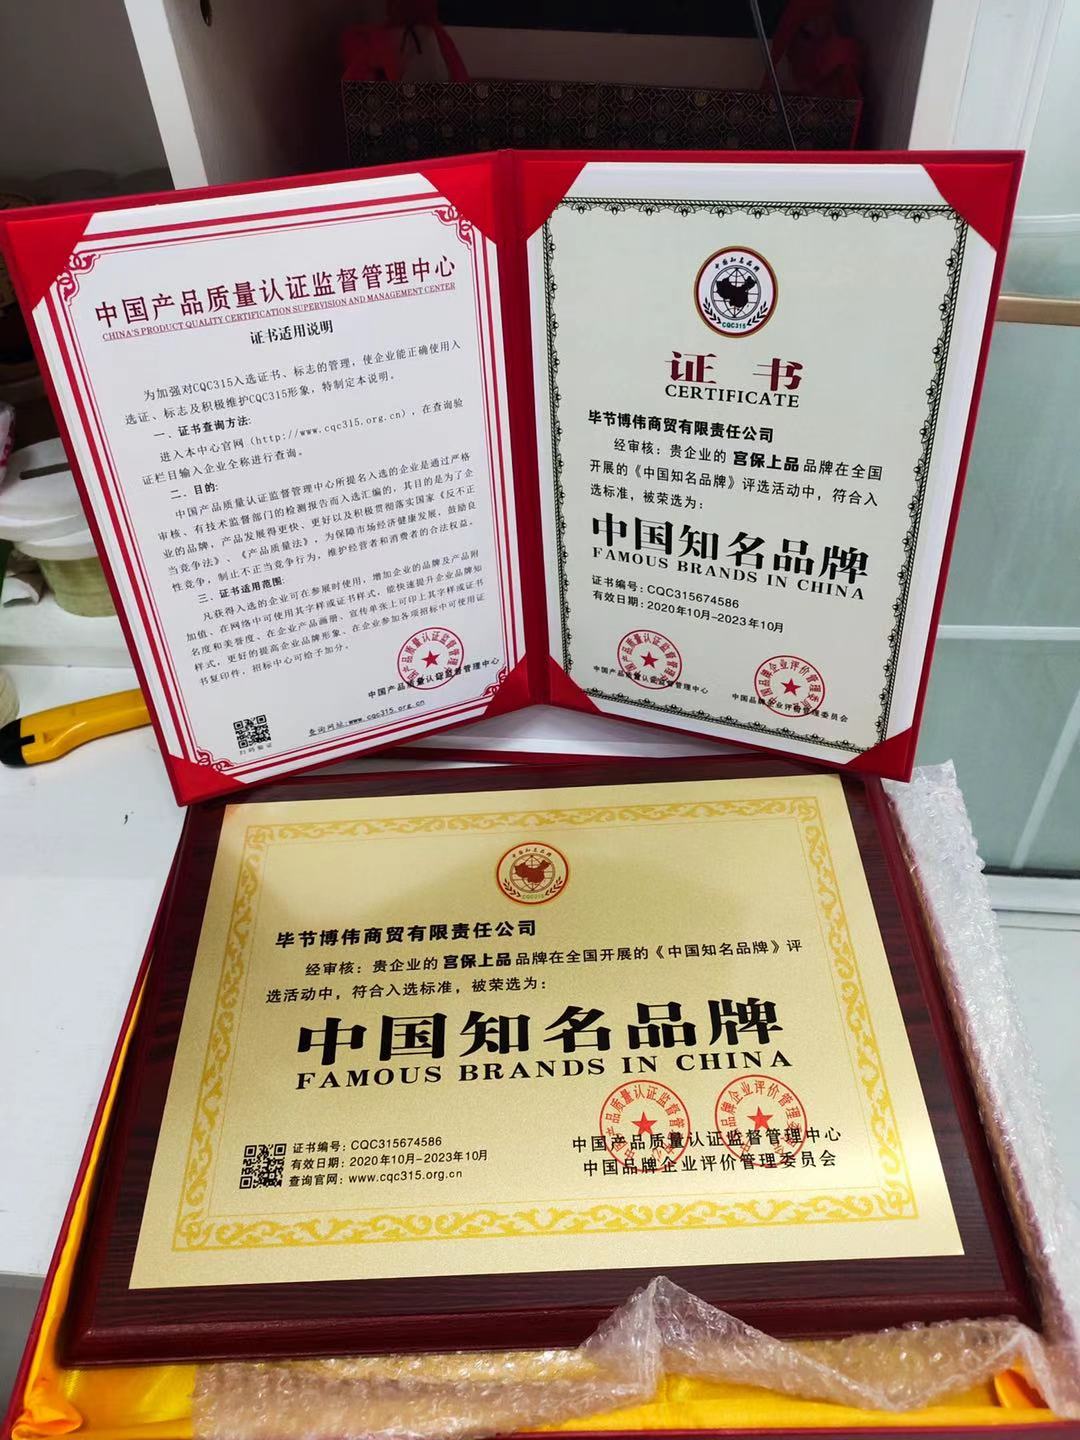 中国产品质量认证监督管理中心
CHINA'S PRODUCT QUALITY CERTIFICATION SUPERVISION AND MANAGEMENT CENTER
证书适用说明
为加强对CQC315入选证书、标志的管理，使企业能正确使用入
选证、标志及积极维护CQC315形象，特制定本说明。
一、证书查询方法:
进入本中心官网（http://www.cqc315.org.cn），在查询验
证栏目输入企业全称进行查询。
二、目的:
中国产品质量认证监督管理中心所提名入选的企业是通过严格
审核、有技术监督部门的检测报告而入选汇编的，其目的是为了企
业的品牌，产品发展得更快、更好以及积极贯彻落实国家《反不正
当竞争法》、《产品质量法》，为保障市场经济健康发展，鼓励良
性竞争，制止不正当竞争行为，维护经营者和消费者的合法权益。
三、证书适用范围:
凡获得入选的企业可在参展时使用，增加企业的品牌及产品附
加值、在网络中可使用其字样或证书样式，能快速提升企业品牌知
名度和美誉度、在企业产品画册、宣传单张上可印上其字样或证书
样式，更好的提高企业品牌形象、在企业参加各项招标中可使用证
书复印件，招标中心可给予加分。
中国产品质量认证监督管理中心
扫码验证
查询网址:www.cqc315.org.cn
中国知名品牌
CQC315
证书
CERTIFICATE
毕节博伟商贸有限责任公司
经审核：贵企业的 宫保上品 品牌在全国
开展的《中国知名品牌》评选活动中，符合入
选标准，被荣选为：
中国知名品牌
FAMOUS BRANDS IN CHINA
证书编号: CQC315674586
有效日期: 2020年10月-2023年10月
中国产品质量认证监督管理中心
中国品牌企业评价管理委员会
中国知名品牌
CQC315
毕节博伟商贸有限责任公司
经审核：贵企业的 宫保上品 品牌在全国开展的《中国知名品牌》评
选活动中，符合入选标准，被荣选为：
中国知名品牌
FAMOUS BRANDS IN CHINA
证书编号: CQC315674586
有效日期: 2020年10月-2023年10月
查询官网: www.cqc315.org.cn
中国产品质量认证监督管理中心
中国品牌企业评价管理委员会